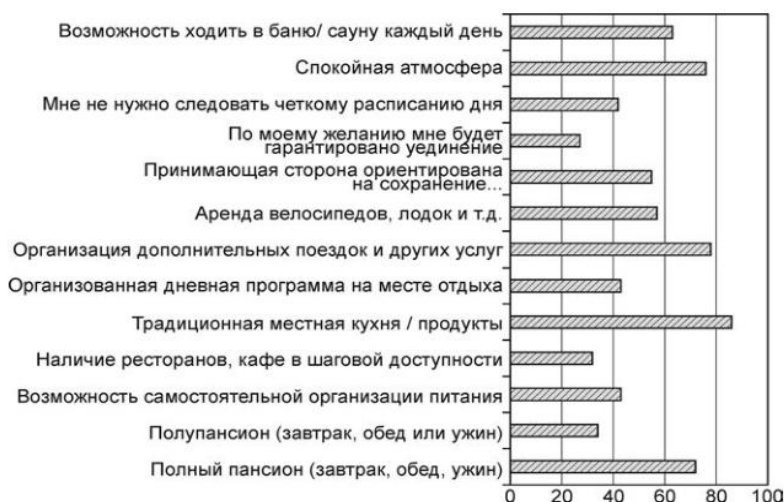 Возможность ходить в баню/ сауну каждый день
Спокойная атмосфера
Мне не нужно следовать четкому расписанию дня
По моему желанию мне будет
гарантировано уединение
Принимающая сторона ориентирована
на сохранение...
Аренда велосипедов, лодок и т.д.
Организация дополнительных поездок и других услуг
Организованная дневная программа на месте отдыха
Традиционная местная кухня / продукты
Наличие ресторанов, кафе в шаговой доступности
Возможность самостоятельной организации питания
Полупансион (завтрак, обед или ужин)
Полный пансион (завтрак, обед, ужин)
0 20 40 60 80 100